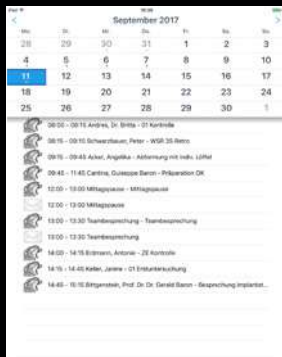 iPad
September 2017
Mo. Di. Mi. Do. Fr. Sa. So.
28 29 30 31 1 2 3
4 5 6 7 8 9 10
11 12 13 14 15 16 17
18 19 20 21 22 23 24
25 26 27 28 29 30 1
08:00 - 08:15 Andres, Dr. Britta - 01 Kontrolle
08:15 - 09:15 Schwarzbauer, Peter - WSR 35 Retro
09:15 - 09:45 Acker, Angelika - Abformung mit indiv. Löffel
09:45 - 11:45 Cantina, Guiseppe Baron - Präparation OK
12:00 - 13:00 Mittagspause - Mittagspause
12:00 - 13:00 Mittagspause
13:00 - 13:30 Teambesprechung - Teambesprechung
13:00 - 13:30 Teambesprechung
14:00 - 14:15 Erdmann, Antonie - ZE Kontrolle
14:15 - 14:45 Keller, Janine - 01 Erstuntersuchung
14:45 - 15:15 Bittgenstein, Prof. Dr. Dr. Gerald Baron - Besprechung Implantat...